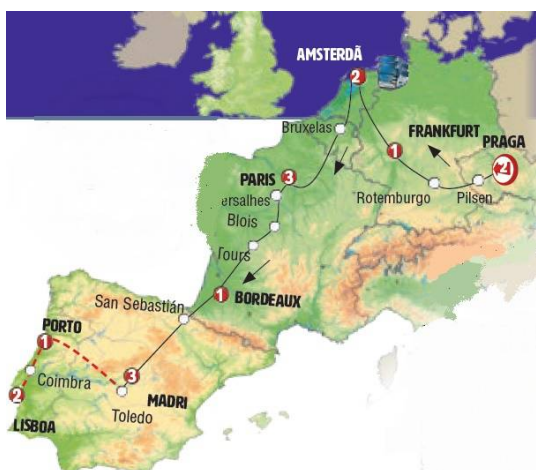 AMSTERDÃ
2
Bruxelas
FRANKFURT
PRAGA
1
2
PARIS
3
ersalhes
Rotemburgo
Pilsen
Blois
Tours
1
BORDEAUX
San Sebastián
PORTO
1
Coimbra
3
MADRI
2
Toledo
LISBOA